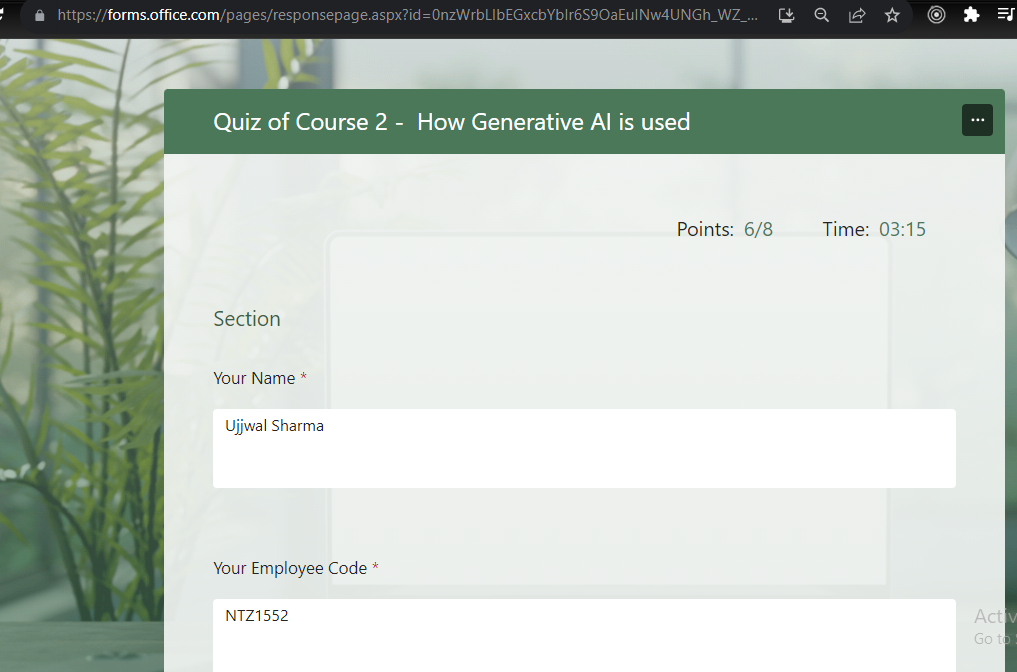 https://forms.office.com/pages/responsepage.aspx?id=0nzWrbLIbEGxcbYbIr6S9OaEuINw4UNGh_WZ_...
Quiz of Course 2 - How Generative AI is used
...
Points: 6/8 Time: 03:15
Section
Your Name *
Ujjwal Sharma
Your Employee Code *
NTZ1552
Activ
Go to S